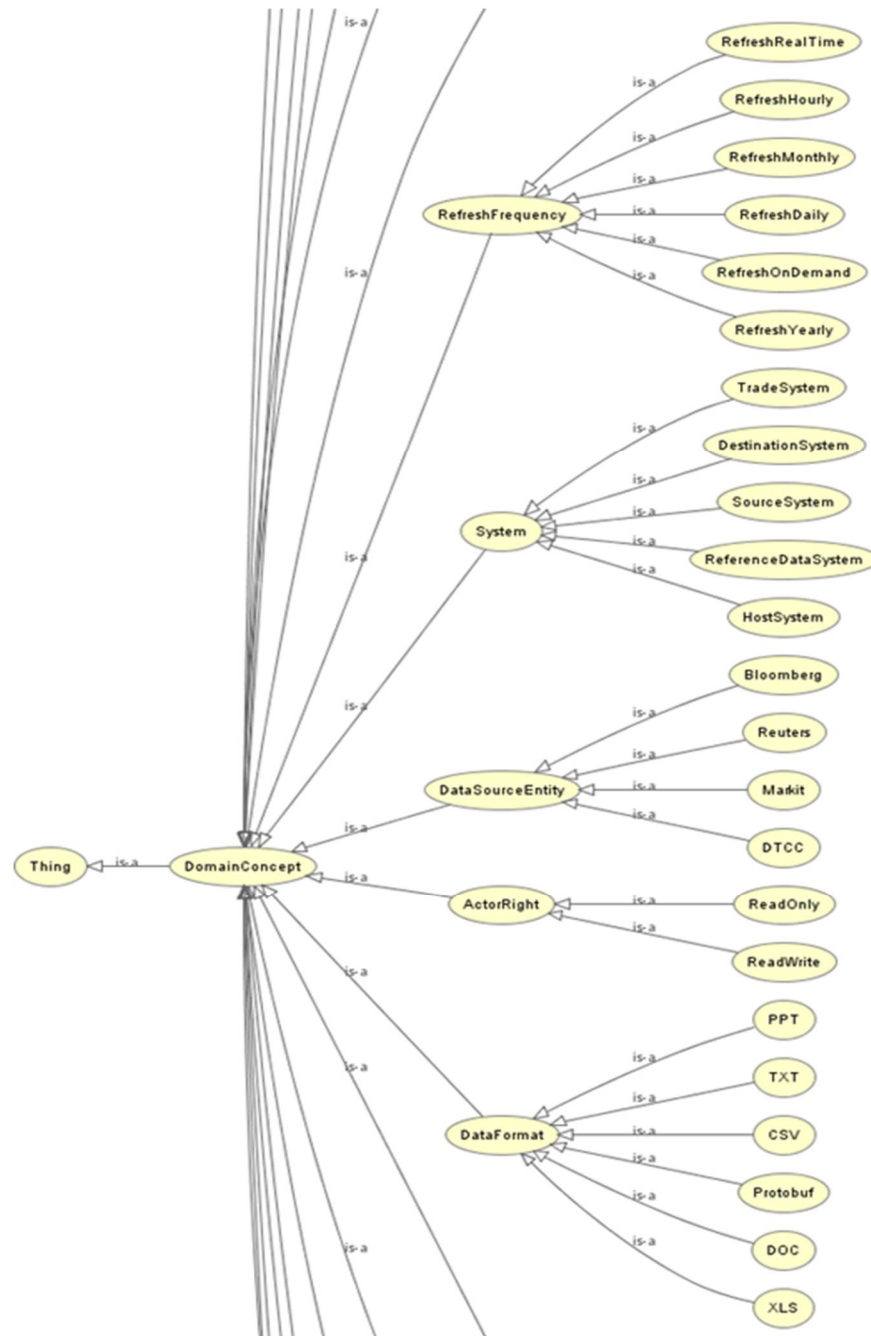 is-a
RefreshRealTime
is-a
RefreshHourly
is-a
RefreshMonthly
is-a
RefreshFrequency
is-a
RefreshDaily
is-a
is-a
RefreshOnDemand
is-a
RefreshYearly
TradeSystem
is-a
DestinationSystem
is-a
SourceSystem
is-a
System
is-a
is-a
ReferenceDataSystem
is-a
HostSystem
Bloomberg
is-a
is-a
Reuters
is-a
DataSourceEntity
is-a
Markit
is-a
is-a
DTCC
Thing
is-a
DomainConcept
is-a
ActorRight
is-a
ReadOnly
is-a
ReadWrite
is-a
PPT
is-a
is-a
TXT
is-a
DataFormat
is-a
CSV
is-a
Protobuf
is-a
DOC
is-a
is-a
XLS